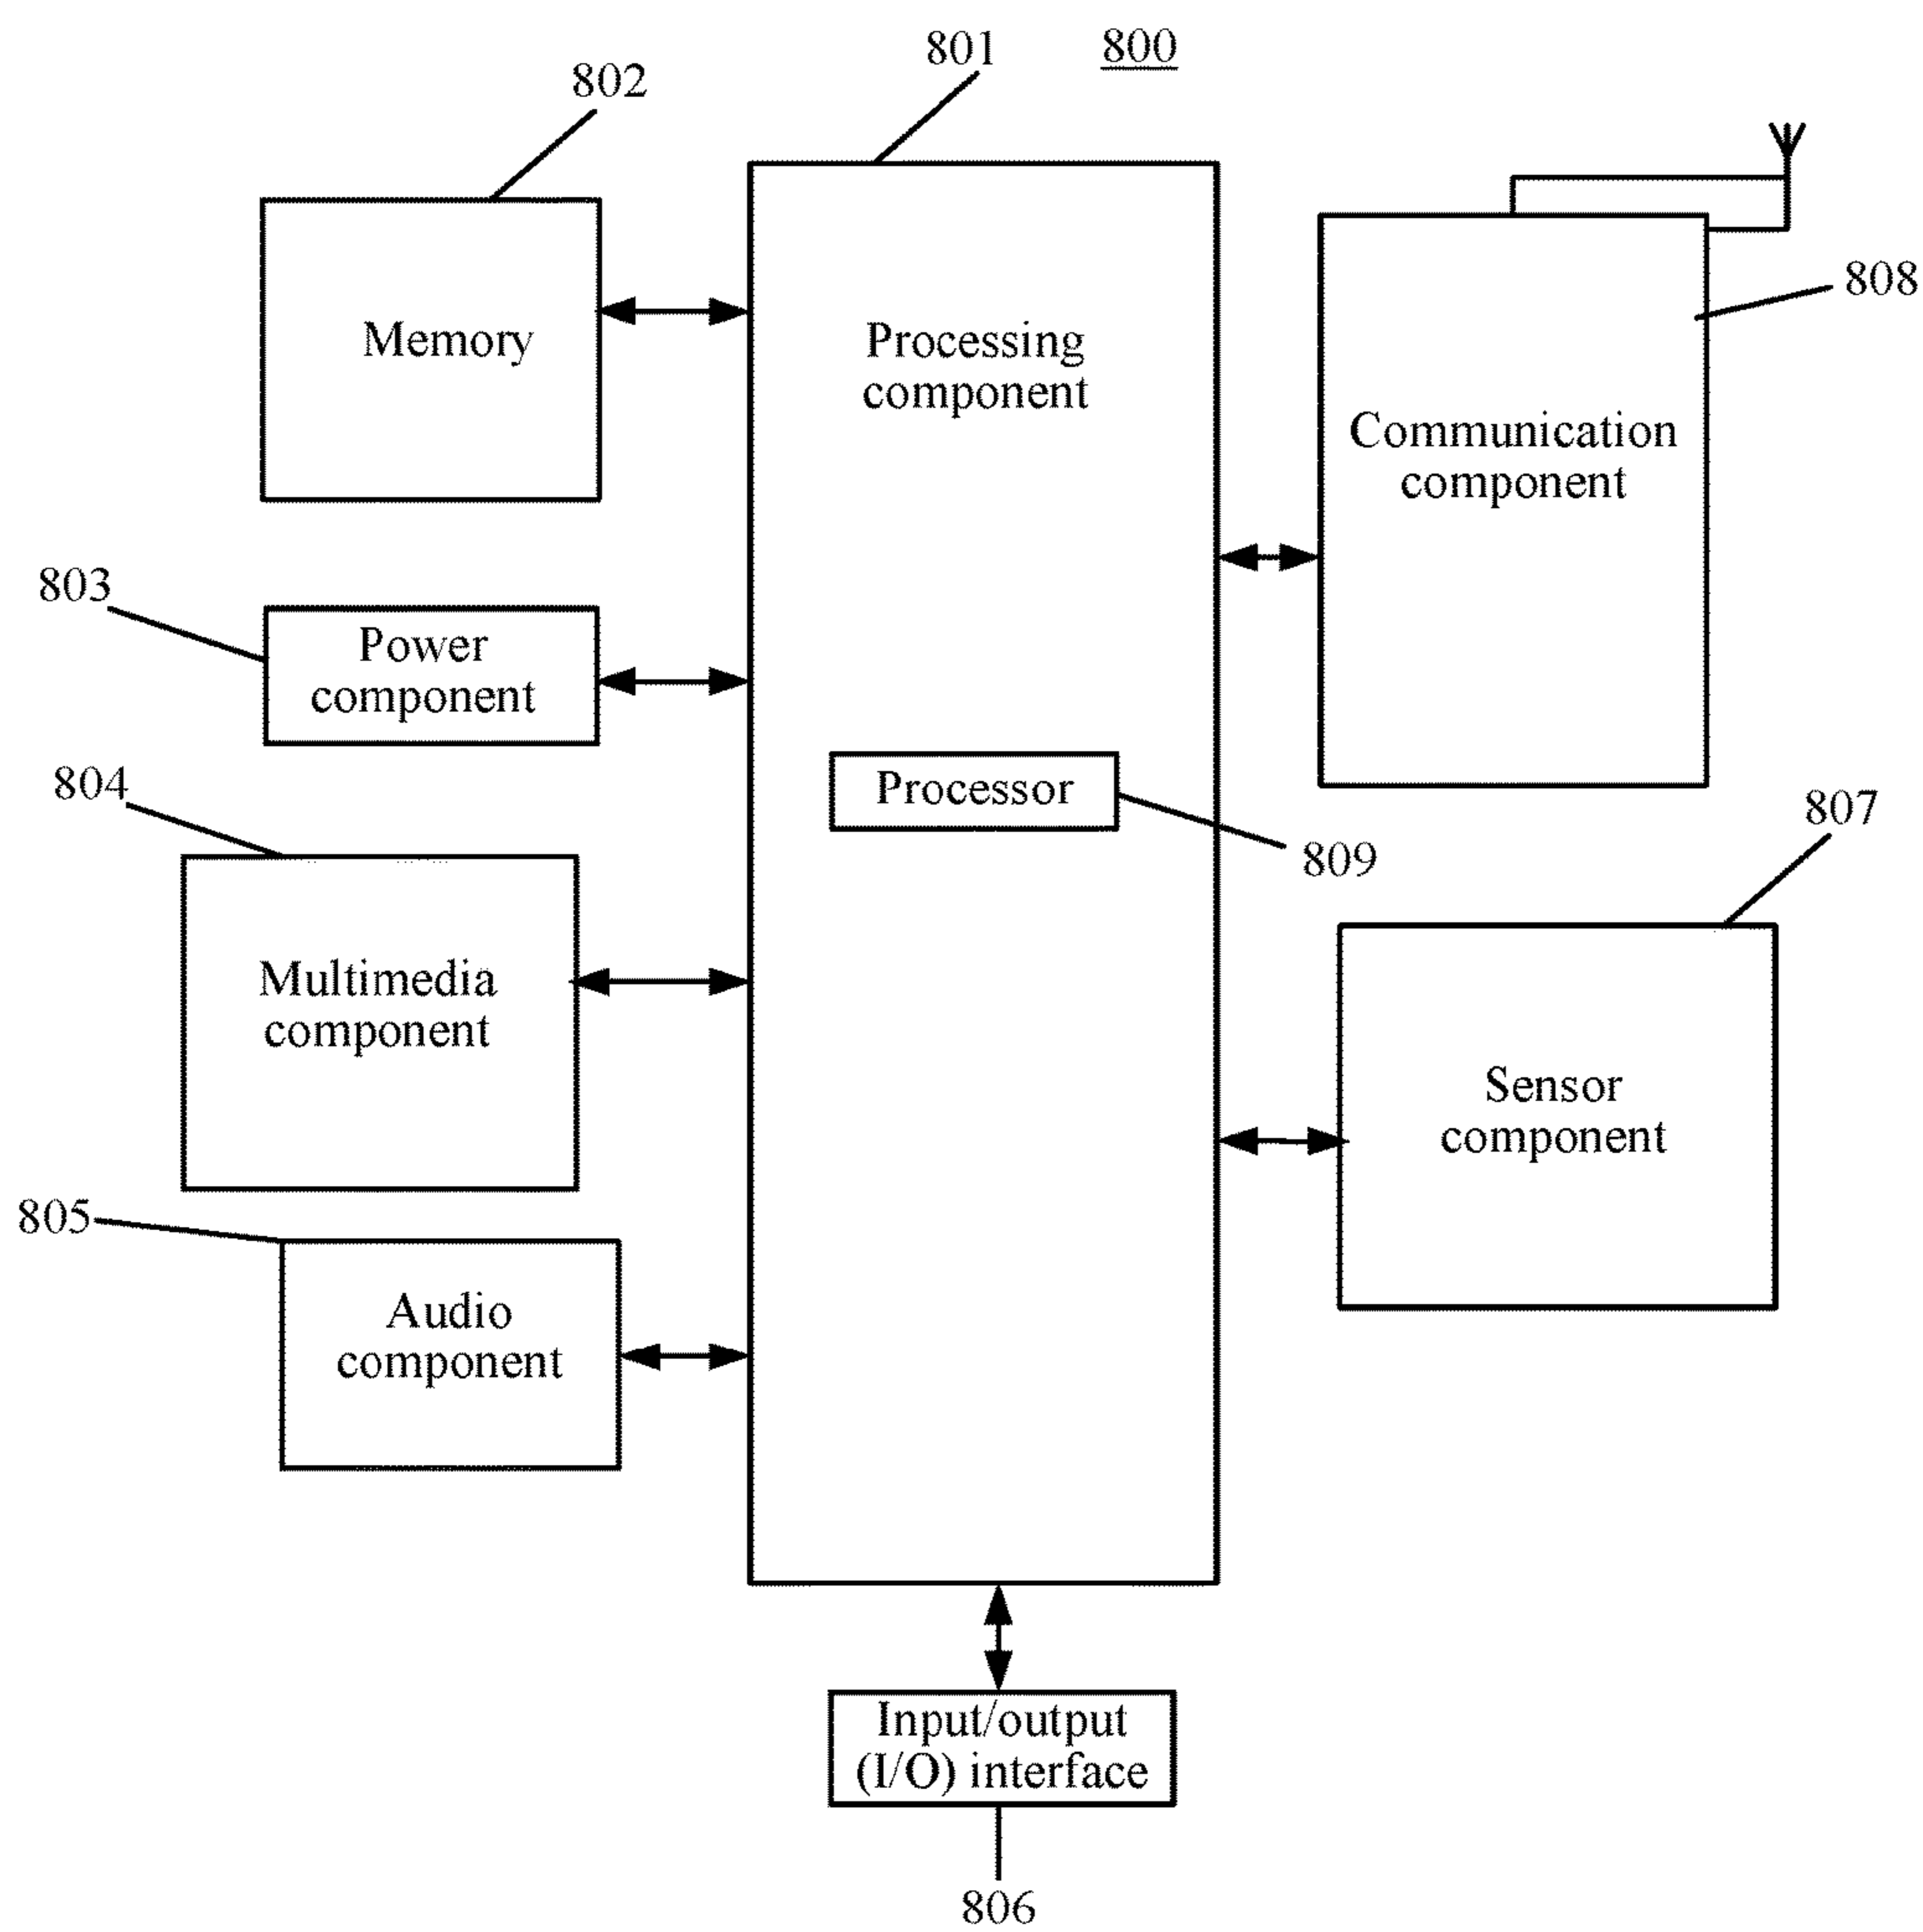 801
800
802
808
Memory
Processing
component
Communication
component
803
Power
component
804
Processor
809
807
Multimedia
component
Sensor
component
805
Audio
component
Input/output
(I/O) interface
806